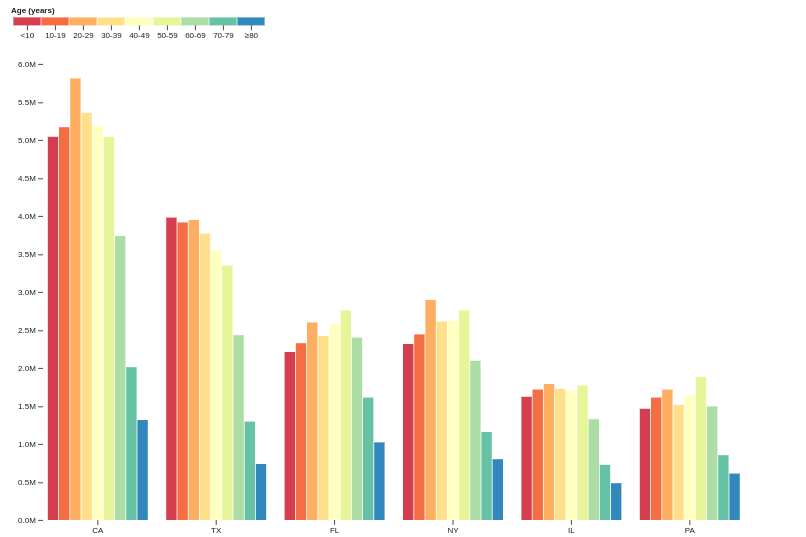 Age (years)
<10 10-19 20-29 30-39 40-49 50-59 60-69 70-79 ≥80
6.0M
5.5M
5.0M
4.5M
4.0M
3.5M
3.0M
2.5M
2.0M
1.5M
1.0M
0.5M
0.0M
CA TX FL NY IL PA